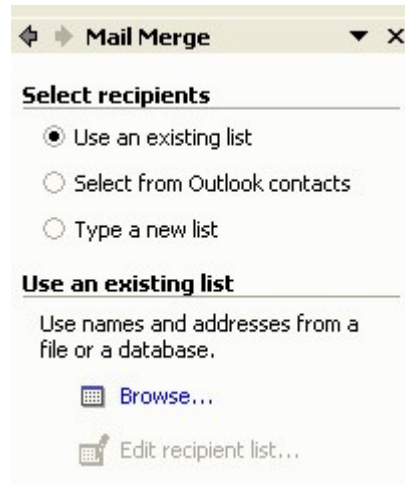 Mail Merge
Select recipients
Use an existing list
Select from Outlook contacts
Type a new list
Use an existing list
Use names and addresses from a
file or a database.
Browse...
Edit recipient list...